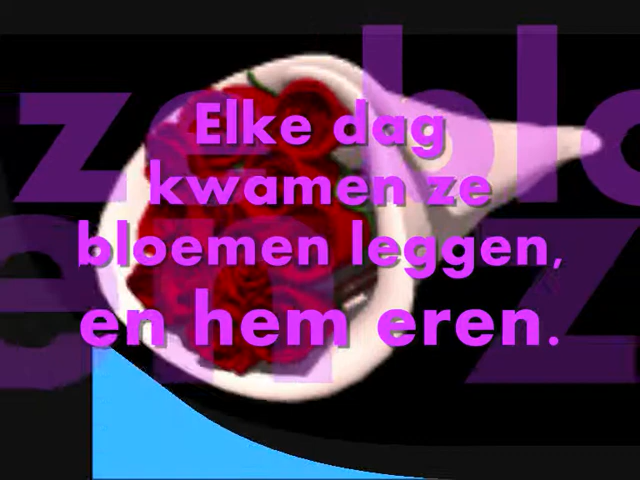 Elke dag
kwamen ze
bloemen leggen,
en hem eren.